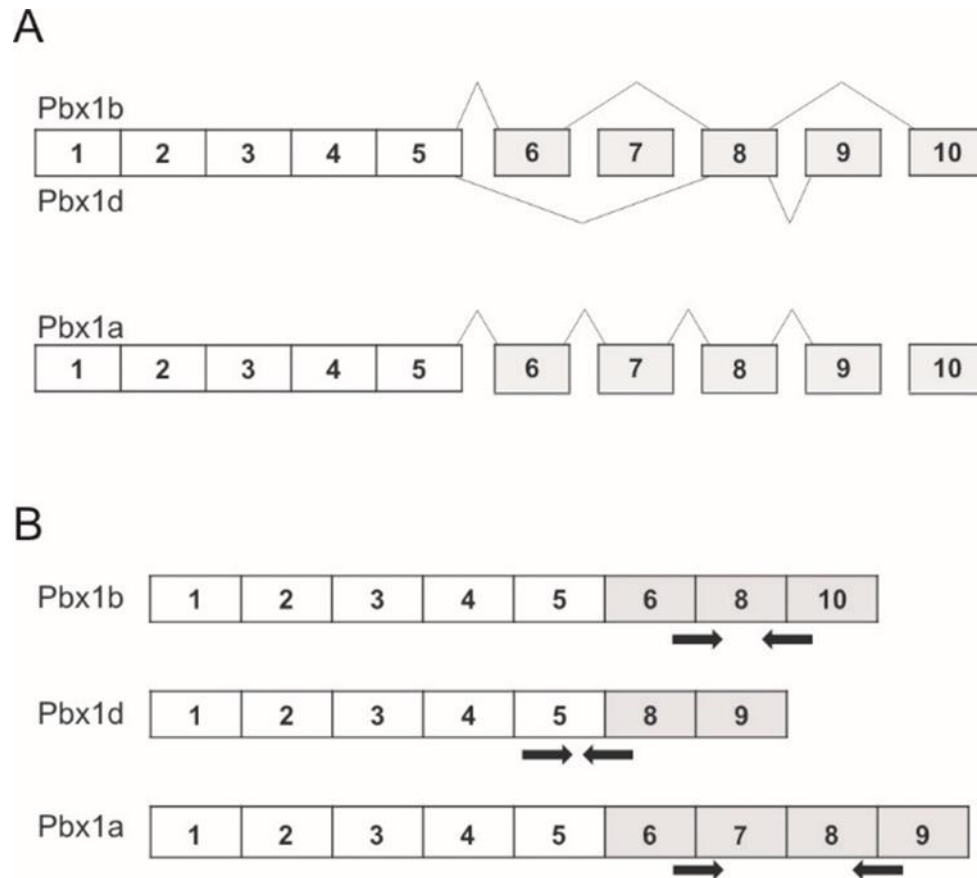 A
Pbx1b
1 2 3 4 5 6 7 8 9 10
Pbx1d
Pbx1a
1 2 3 4 5 6 7 8 9 10
B
Pbx1b 1 2 3 4 5 6 8 10
Pbx1d 1 2 3 4 5 8 9
Pbx1a 1 2 3 4 5 6 7 8 9